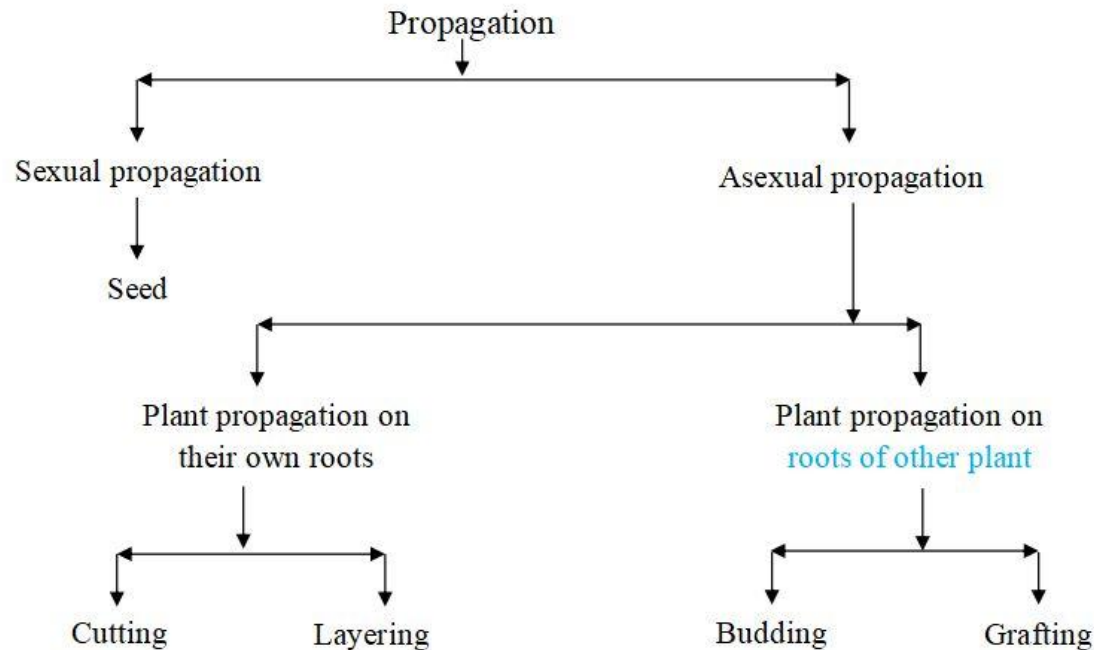 Propagation
Sexual propagation
Asexual propagation
Seed
Plant propagation on
their own roots
Plant propagation on
roots of other plant
Cutting
Layering
Budding
Grafting